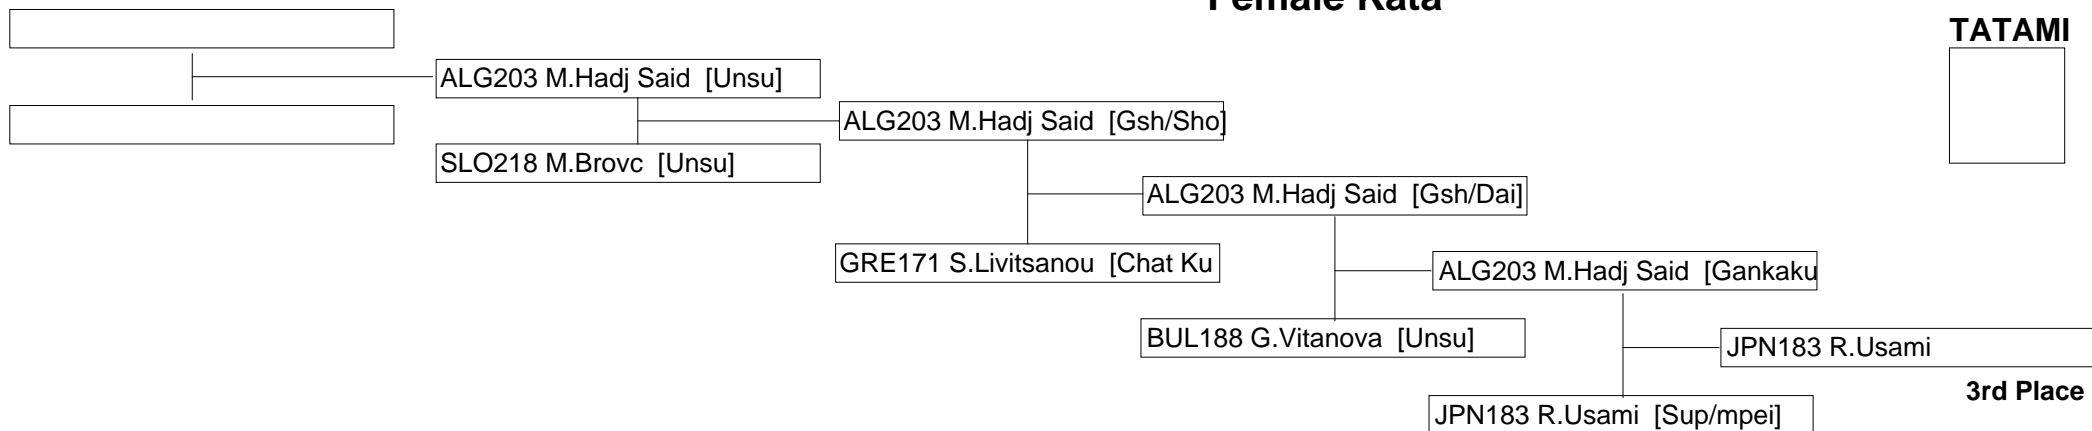 Female Kata
TATAMI
ALG203 M.Hadj Said [Unsu]
ALG203 M.Hadj Said [Gsh/Sho]
SLO218 M.Brovc [Unsu]
ALG203 M.Hadj Said [Gsh/Dai]
GRE171 S.Livitsanou [Chat Ku
ALG203 M.Hadj Said [Gankaku
BUL188 G.Vitanova [Unsu]
JPN183 R.Usami
3rd Place
JPN183 R.Usami [Sup/mpei]